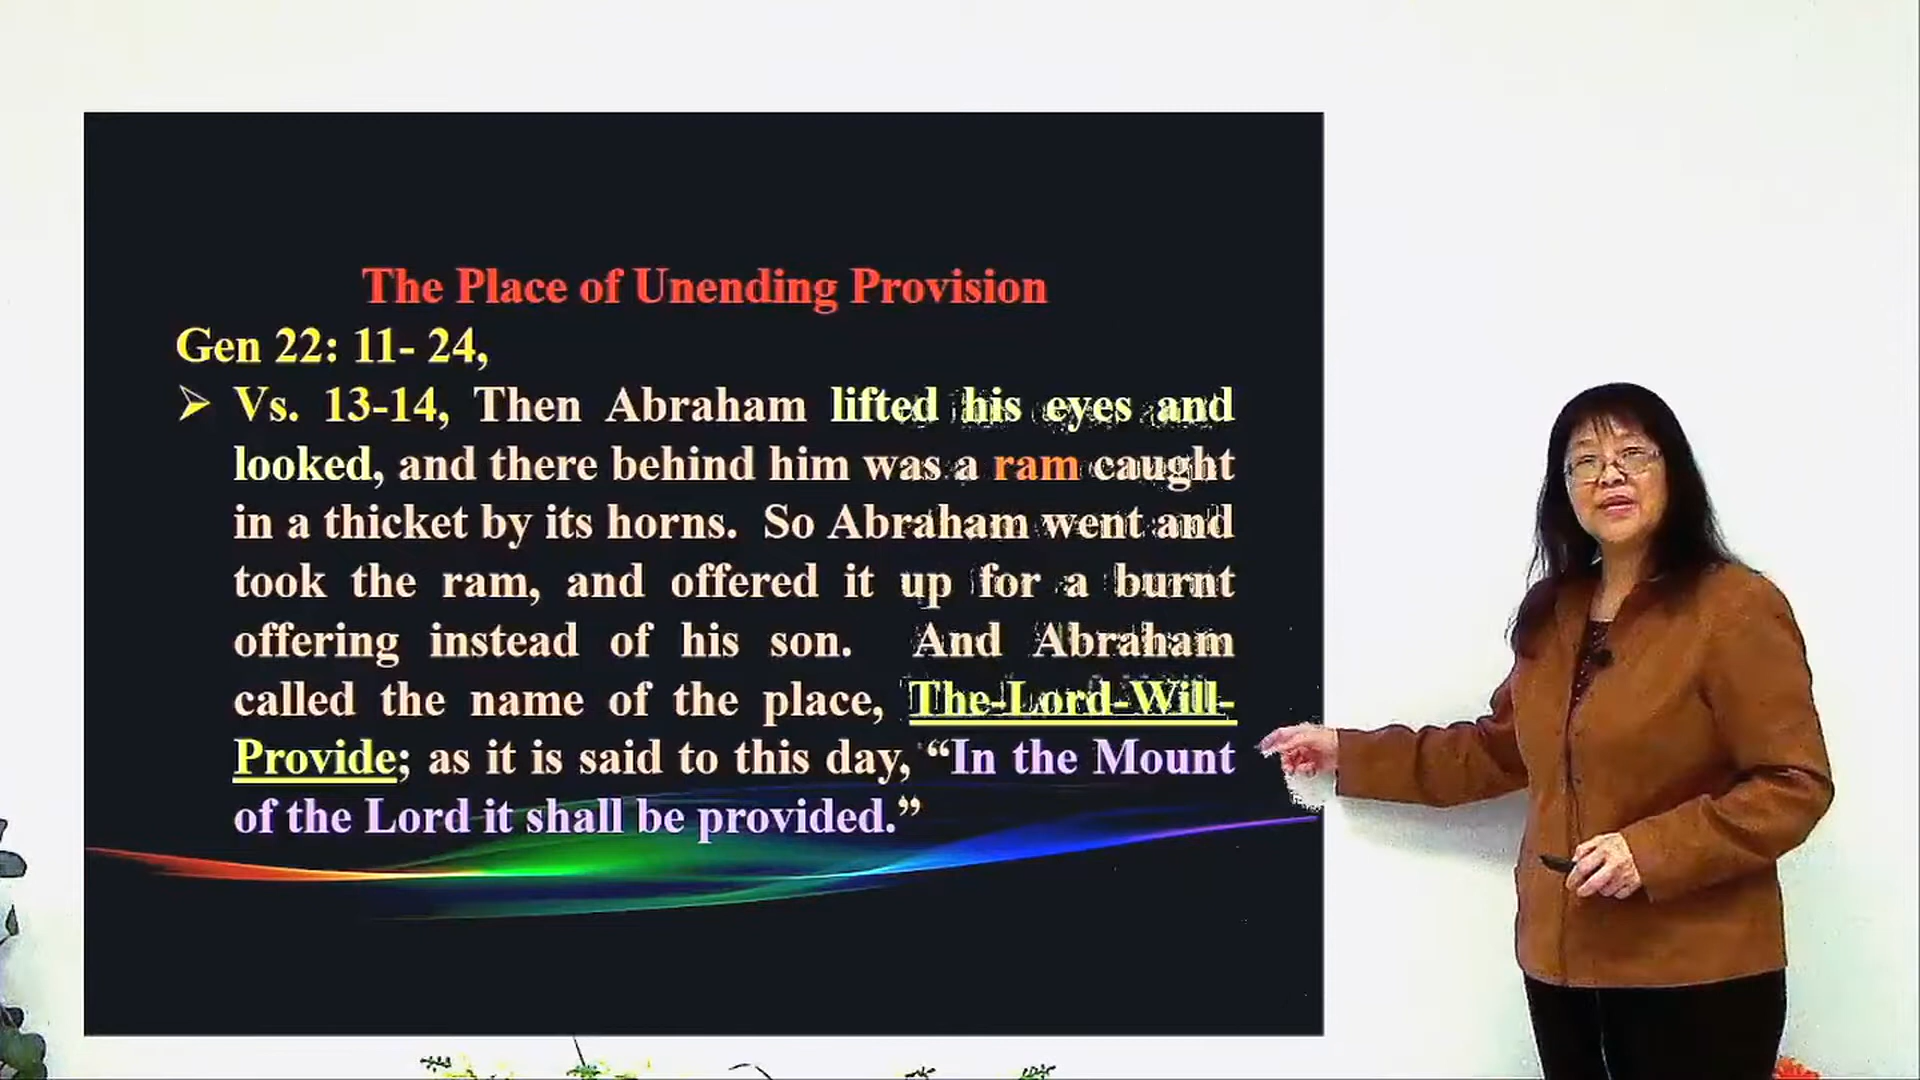 The Place of Unending Provision
Gen 22: 11- 24,
➢ Vs. 13-14, Then Abraham lifted his eyes and
looked, and there behind him was a ram caught
in a thicket by its horns.  So Abraham went and
took the ram, and offered it up for a burnt
offering instead of his son.  And Abraham
called the name of the place, The-Lord-Will-
Provide; as it is said to this day, “In the Mount
of the Lord it shall be provided.”